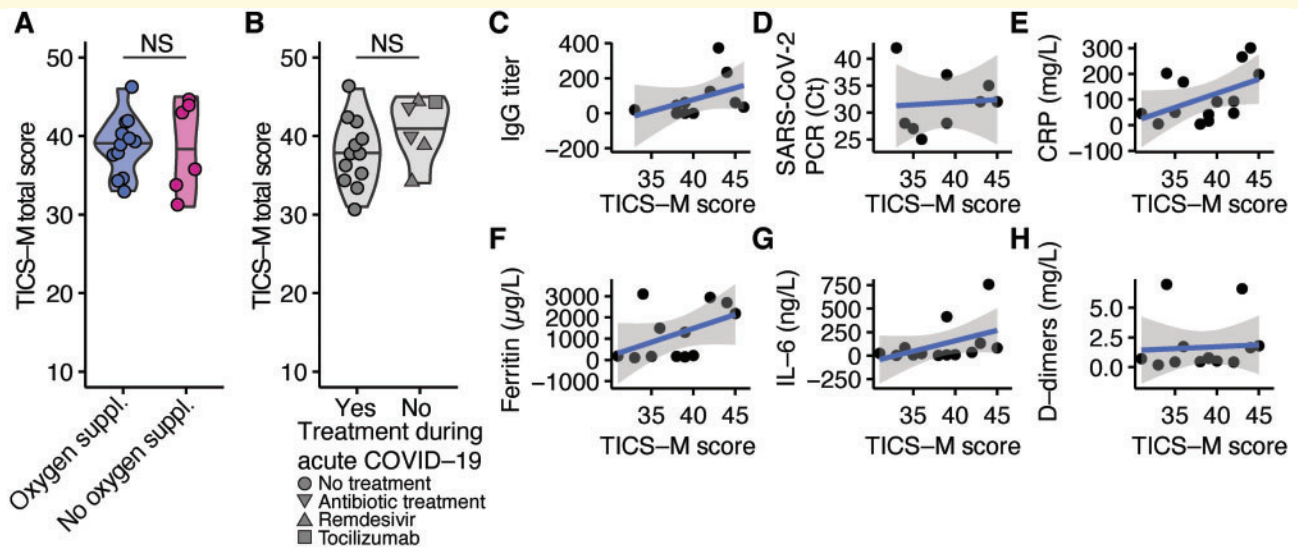 A
NS
TICS–M total score
50
40
30
20
10
Oxygen suppl.
No oxygen suppl.
B
NS
TICS–M total score
50
40
30
20
10
Yes No
Treatment during
acute COVID–19
No treatment
Antibiotic treatment
Remdesivir
Tocilizumab
C
IgG titer
400
200
0
−200
35 40 45
TICS–M score
D
SARS-CoV-2
PCR (Ct)
40
35
30
25
35 40 45
TICS–M score
E
CRP (mg/L)
300
200
100
0
−100
35 40 45
TICS–M score
F
Ferritin (µg/L)
3000
2000
1000
0
−1000
35 40 45
TICS–M score
G
IL–6 (ng/L)
750
500
250
0
−250
35 40 45
TICS–M score
H
D–dimers (mg/L)
5.0
2.5
0.0
35 40 45
TICS–M score